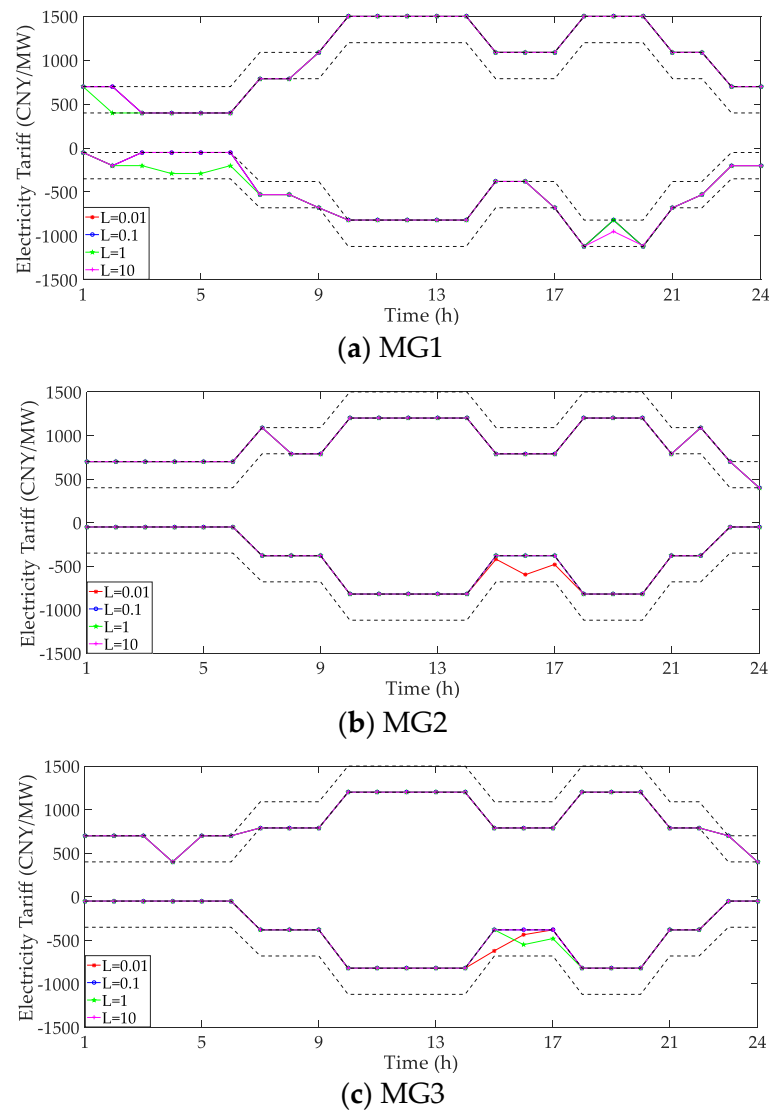 1500
1000
500
0
-500
-1000
-1500
Electricity Tariff (CNY/MW)
L=0.01
L=0.1
L=1
L=10
1 5 9 13 17 21 24
Time (h)
(a) MG1
1500
1000
500
0
-500
-1000
-1500
Electricity Tariff (CNY/MW)
L=0.01
L=0.1
L=1
L=10
1 5 9 13 17 21 24
Time (h)
(b) MG2
1500
1000
500
0
-500
-1000
-1500
Electricity Tariff (CNY/MW)
L=0.01
L=0.1
L=1
L=10
1 5 9 13 17 21 24
Time (h)
(c) MG3